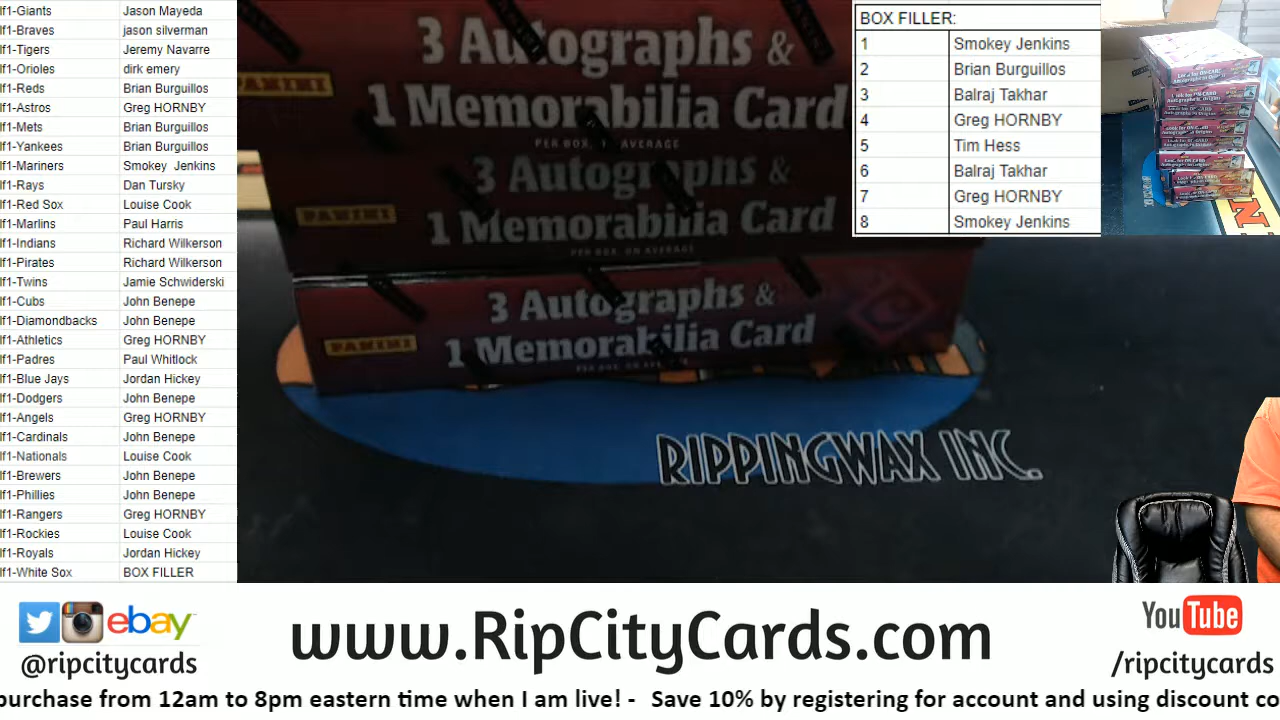 lf1-Giants Jason Mayeda
lf1-Braves jason silverman
lf1-Tigers Jeremy Navarre
lf1-Orioles dirk emery
lf1-Reds Brian Burguillos
lf1-Astros Greg HORNBY
lf1-Mets Brian Burguillos
lf1-Yankees Brian Burguillos
lf1-Mariners Smokey Jenkins
lf1-Rays Dan Tursky
lf1-Red Sox Louise Cook
lf1-Marlins Paul Harris
lf1-Indians Richard Wilkerson
lf1-Pirates Richard Wilkerson
lf1-Twins Jamie Schwiderski
lf1-Cubs John Benepe
lf1-Diamondbacks John Benepe
lf1-Athletics Greg HORNBY
lf1-Padres Paul Whitlock
lf1-Blue Jays Jordan Hickey
lf1-Dodgers John Benepe
lf1-Angels Greg HORNBY
lf1-Cardinals John Benepe
lf1-Nationals Louise Cook
lf1-Brewers John Benepe
lf1-Phillies John Benepe
lf1-Rangers Greg HORNBY
lf1-Rockies Louise Cook
lf1-Royals Jordan Hickey
lf1-White Sox BOX FILLER
3 Autographs &
PANINI
1 Memorabilia Card
PER BOX, ON AVERAGE
Autographs &
PANINI
1 Memorabilia Card
PER BOX, ON AVERAGE
3 Autographs &
PANINI
1 Memorabilia Card
RIPPINGWAX INC.
BOX FILLER:
1 Smokey Jenkins
2 Brian Burguillos
3 Balraj Takhar
4 Greg HORNBY
5 Tim Hess
6 Balraj Takhar
7 Greg HORNBY
8 Smokey Jenkins
ebay
@ripcitycards
www.RipCityCards.com
YouTube
/ripcitycards
purchase from 12am to 8pm eastern time when I am live! - Save 10% by registering for account and using discount co